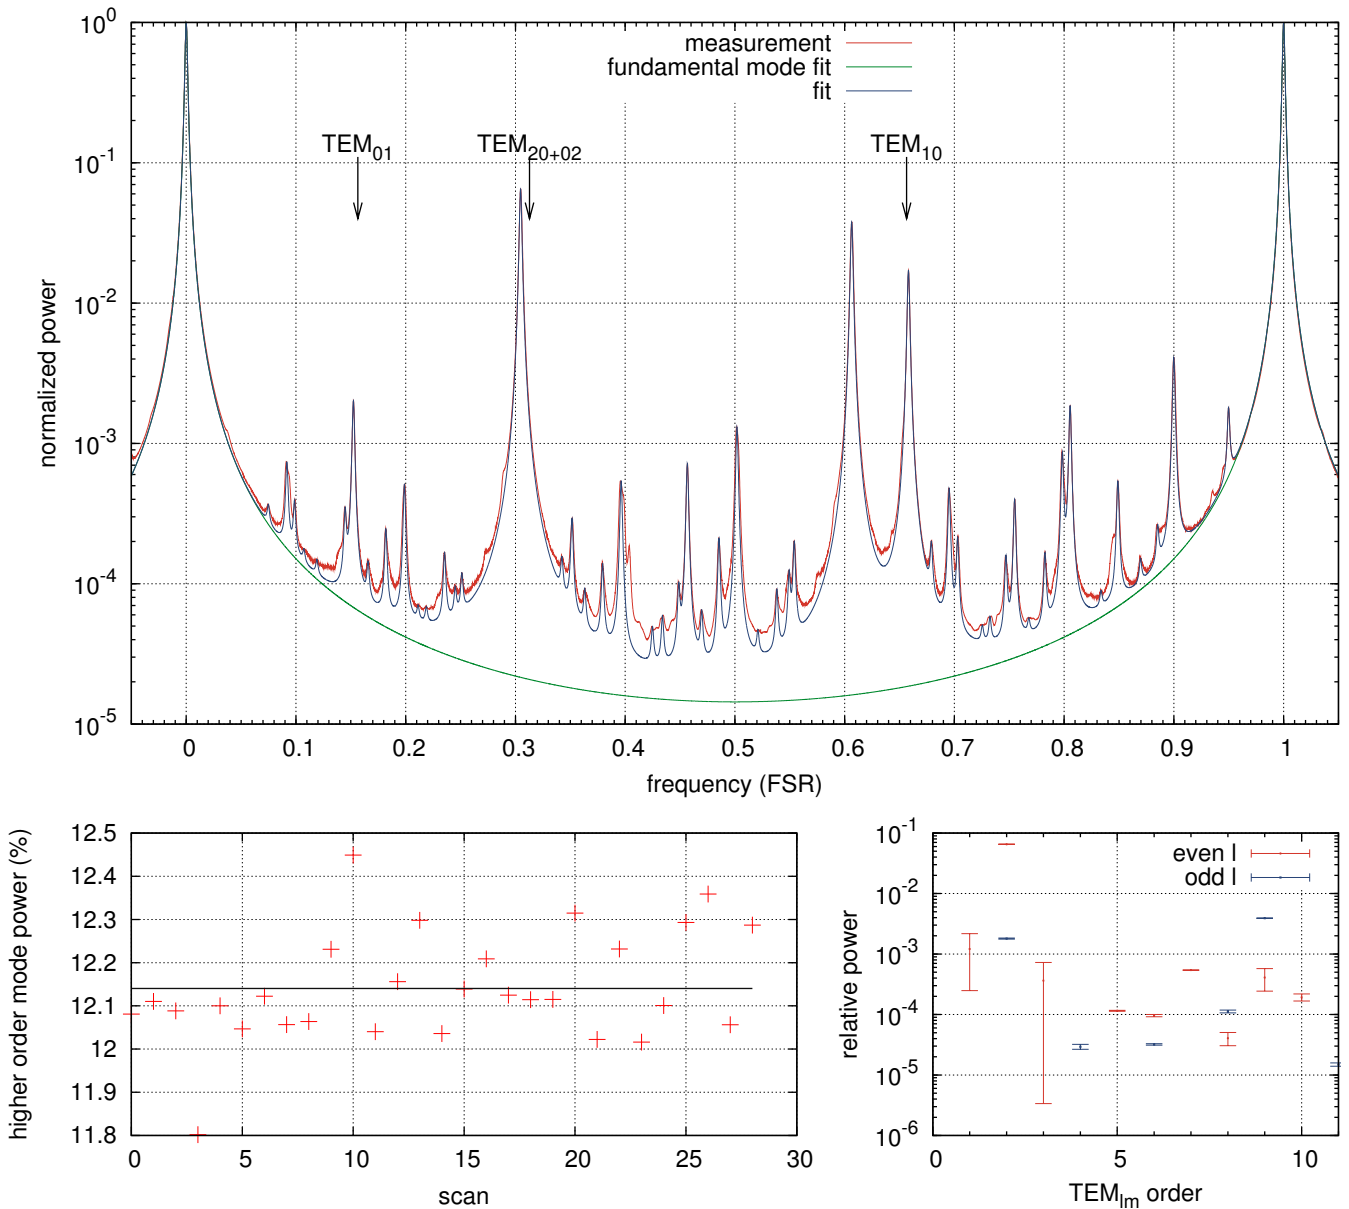 measurement
fundamental mode fit
fit
TEM01 TEM20+02 TEM10
normalized power
10^0
10^-1
10^-2
10^-3
10^-4
10^-5
0 0.1 0.2 0.3 0.4 0.5 0.6 0.7 0.8 0.9 1
frequency (FSR)
higher order mode power (%)
12.5
12.4
12.3
12.2
12.1
12
11.9
11.8
0 5 10 15 20 25 30
scan
relative power
10^-1
10^-2
10^-3
10^-4
10^-5
10^-6
even l
odd l
0 5 10
TEMlm order